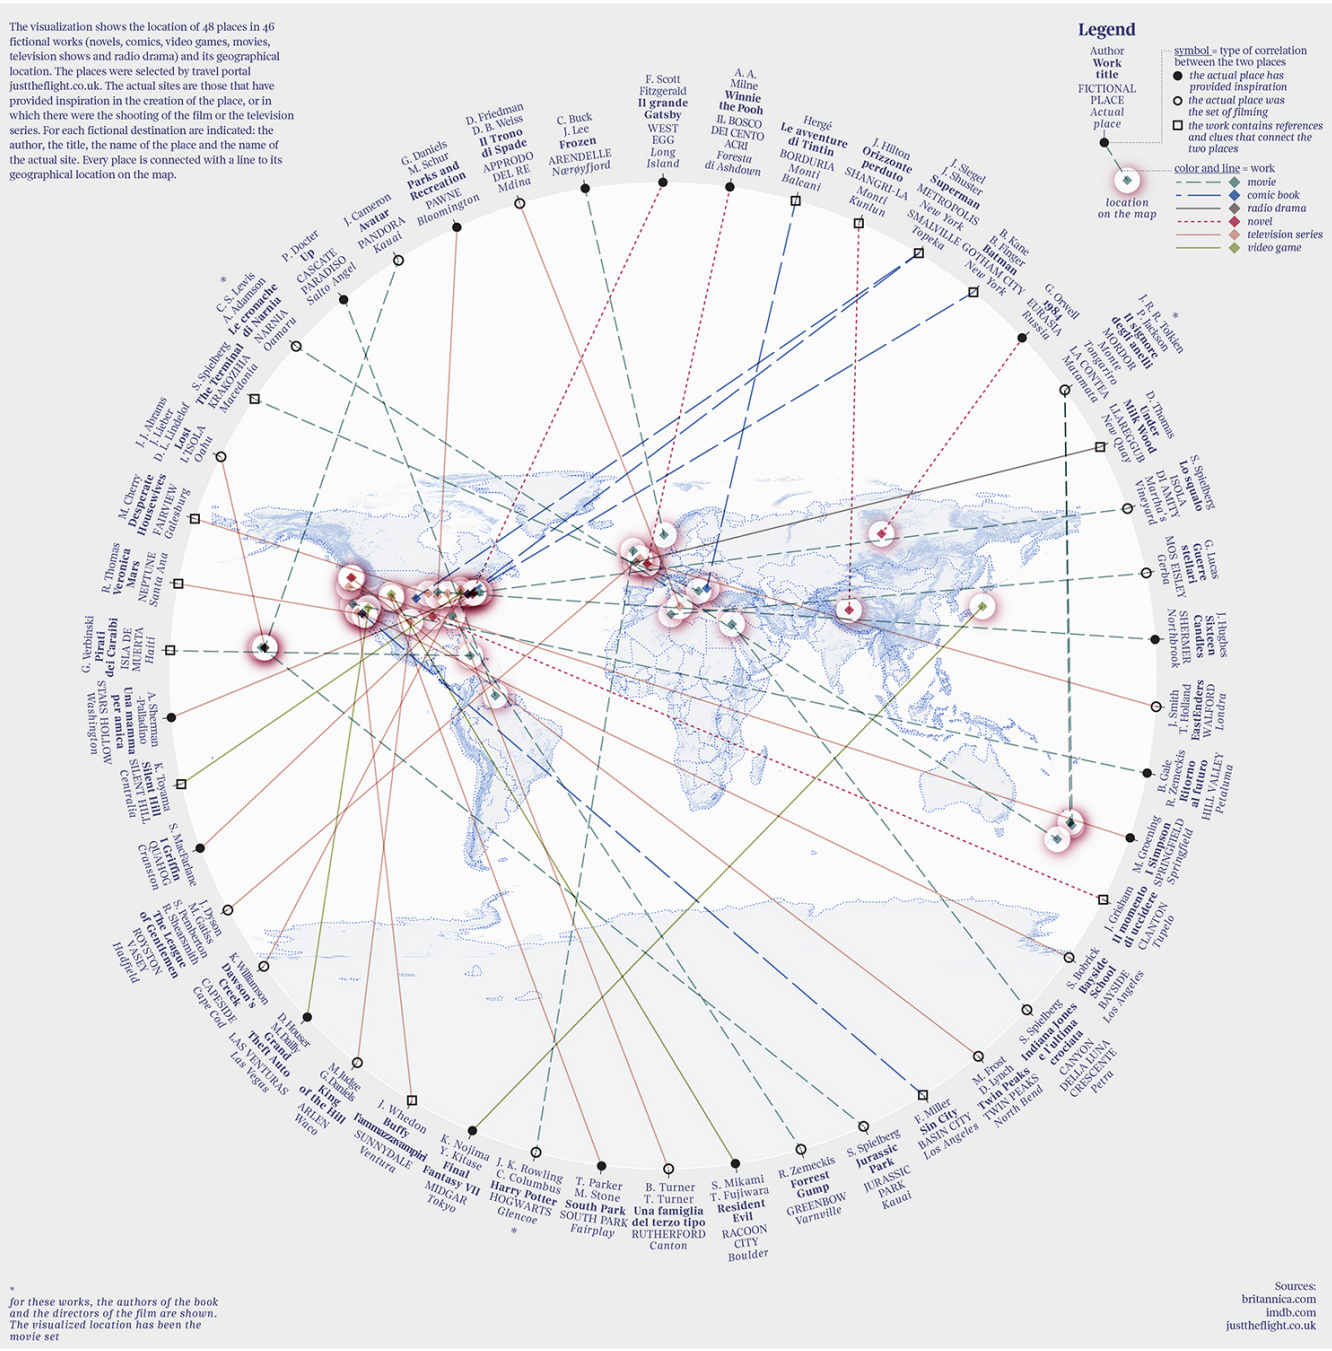 The visualization shows the location of 48 places in 46
fictional works (novels, comics, video games, movies,
television shows and radio drama) and its geographical
location. The places were selected by travel portal
justtheflight.co.uk. The actual sites are those that have
provided inspiration in the creation of the place, or in
which there were the shooting of the film or the television
series. For each fictional destination are indicated: the
author, the title, the name of the place and the name of
the actual site. Every place is connected with a line to its
geographical location on the map.
Legend
Author
Work
title
FICTIONAL
PLACE
Actual
place
location
on the map
symbol = type of correlation
between the two places
the actual place has
provided inspiration
the actual place was
the set of filming
the work contains references
and clues that connect the
two places
color and line = work
movie
comic book
radio drama
novel
television series
video game
F. Scott
Fitzgerald
Il grande
Gatsby
WEST
EGG
Long
Island
A. A.
Milne
Winnie
the Pooh
IL BOSCO
DEI CENTO
ACRI
Foresta
di Ashdown
Hergé
Le avventure
di Tintin
BORDURIA
Monti
Balcani
J. Hilton
Orizzonte
perduto
SHANGRI-LA
Monti
Kunlun
J. Siegel
J. Shuster
Superman
METROPOLIS
New York
SMALVILLE
Topeka
B. Kane
B. Finger
Batman
GOTHAM CITY
New York
G. Orwell
1984
EURASIA
Russia
*
J. R. R. Tolkien
P. Jackson
Il signore
degli anelli
MORDOR
Monte
Tongariro
LA CONTEA
Matamata
D. Thomas
Under
Milk Wood
LLAREGGUB
New Quay
S. Spielberg
Lo squalo
ISOLA
DI AMITY
Martha's
Vineyard
G. Lucas
Guerre
stellari
MOS EISLEY
Gerba
J. Hughes
Sixteen
Candles
SHERMER
Northbrook
J. Smith
T. Holland
EastEnders
WALFORD
Londra
B. Gale
R. Zemeckis
Ritorno
al futuro
HILL VALLEY
Petaluma
M. Groening
I Simpson
SPRINGFIELD
Springfield
J. Grisham
Il momento
di uccidere
CLANTON
Tupelo
S. Bobrick
Bayside
School
BAYSIDE
Los Angeles
S. Spielberg
Indiana Jones
e l'ultima
crociata
CANYON
DELLA LUNA
CRESCENTE
Petra
M. Frost
D. Lynch
Twin Peaks
TWIN PEAKS
North Bend
F. Miller
Sin City
BASIN CITY
Los Angeles
S. Spielberg
Jurassic
Park
JURASSIC
PARK
Kauai
R. Zemeckis
Forrest
Gump
GREENBOW
Varnville
S. Mikami
T. Fujiwara
Resident
Evil
RACOON
CITY
Boulder
B. Turner
T. Turner
Una famiglia
del terzo tipo
RUTHERFORD
Canton
T. Parker
M. Stone
South Park
SOUTH PARK
Fairplay
J. K. Rowling
C. Columbus
Harry Potter
HOGWARTS
Glencoe
*
K. Nojima
Y. Kitase
Final
Fantasy VII
MIDGAR
Tokyo
J. Whedon
Buffy
l'ammazzavampiri
SUNNYDALE
Ventura
M. Judge
G. Daniels
King
of the Hill
ARLEN
Waco
D. Houser
M. Dailly
Grand
Theft Auto
LAS VENTURAS
Las Vegas
K. Williamson
Dawson's
Creek
CAPESIDE
Cape Cod
J. Dyson
M. Gatiss
S. Pemberton
R. Shearsmith
The League
of Gentlemen
ROYSTON
VASEY
Hadfield
S. MacFarlane
I Griffin
QUAHOG
Cranston
K. Toyama
Silent Hill
SILENT HILL
Centralia
A. Sherman
-Palladino
Una mamma
per amica
STARS HOLLOW
Washington
G. Verbinski
Pirati
dei Caraibi
ISLA DE
MUERTA
Haiti
R. Thomas
Veronica
Mars
NEPTUNE
Santa Ana
M. Cherry
Desperate
Housewives
FAIRVIEW
Galesburg
J. J. Abrams
J. Lieber
D. L. Lindelof
Lost
L'ISOLA
Oahu
S. Spielberg
The Terminal
KRAKOZHIA
Macedonia
*
C. S. Lewis
A. Adamson
Le cronache
di Narnia
NARNIA
Oamaru
P. Docter
Up
CASCATE
PARADISO
Salto Angel
J. Cameron
Avatar
PANDORA
Kauai
G. Daniels
M. Schur
Parks and
Recreation
PAWNE
Bloomington
D. Friedman
D. B. Weiss
Il Trono
di Spade
APPRODO
DEL RE
Mdina
C. Buck
J. Lee
Frozen
ARENDELLE
Nærøyfjord
*
for these works, the authors of the book
and the directors of the film are shown.
The visualized location has been the
movie set
Sources:
britannica.com
imdb.com
justtheflight.co.uk